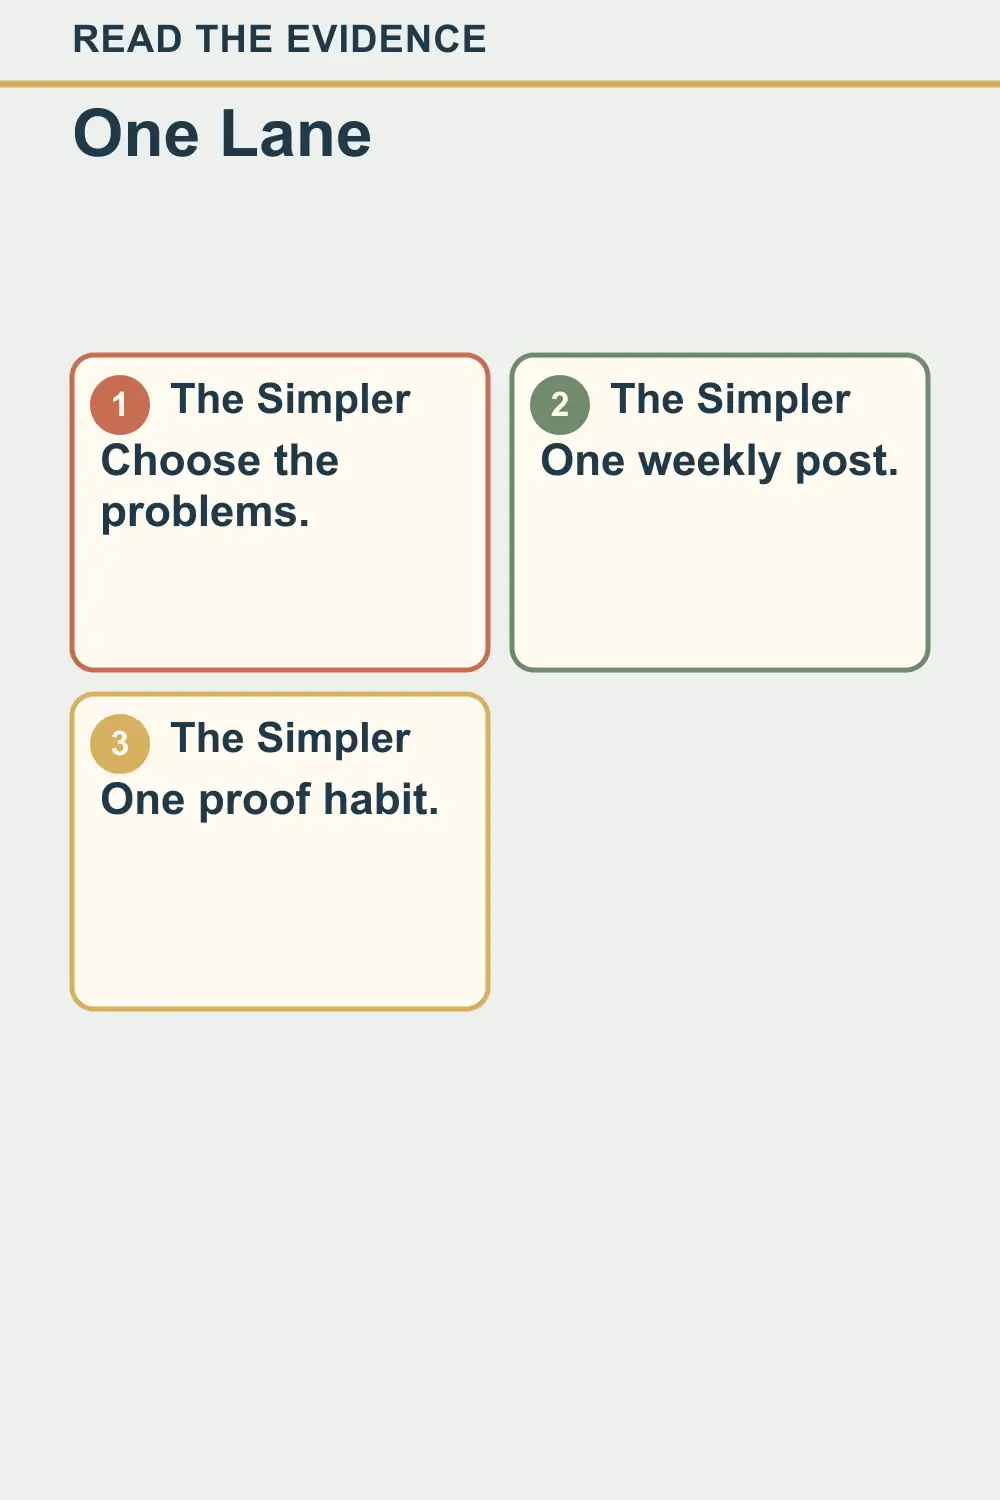 READ THE EVIDENCE
One Lane
1 The Simpler
Choose the
problems.
2 The Simpler
One weekly post.
3 The Simpler
One proof habit.